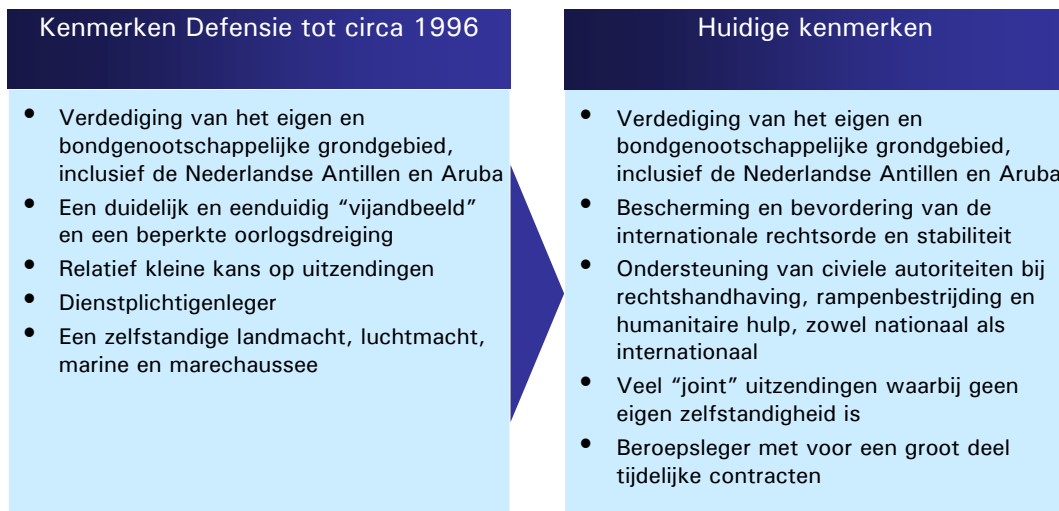 Kenmerken Defensie tot circa 1996
• Verdediging van het eigen en
bondgenootschappelijke grondgebied,
inclusief de Nederlandse Antillen en Aruba
• Een duidelijk en eenduidig “vijandbeeld”
en een beperkte oorlogsdreiging
• Relatief kleine kans op uitzendingen
• Dienstplichtigenleger
• Een zelfstandige landmacht, luchtmacht,
marine en marechaussee
Huidige kenmerken
• Verdediging van het eigen en
bondgenootschappelijke grondgebied,
inclusief de Nederlandse Antillen en Aruba
• Bescherming en bevordering van de
internationale rechtsorde en stabiliteit
• Ondersteuning van civiele autoriteiten bij
rechtshandhaving, rampenbestrijding en
humanitaire hulp, zowel nationaal als
internationaal
• Veel “joint” uitzendingen waarbij geen
eigen zelfstandigheid is
• Beroepsleger met voor een groot deel
tijdelijke contracten